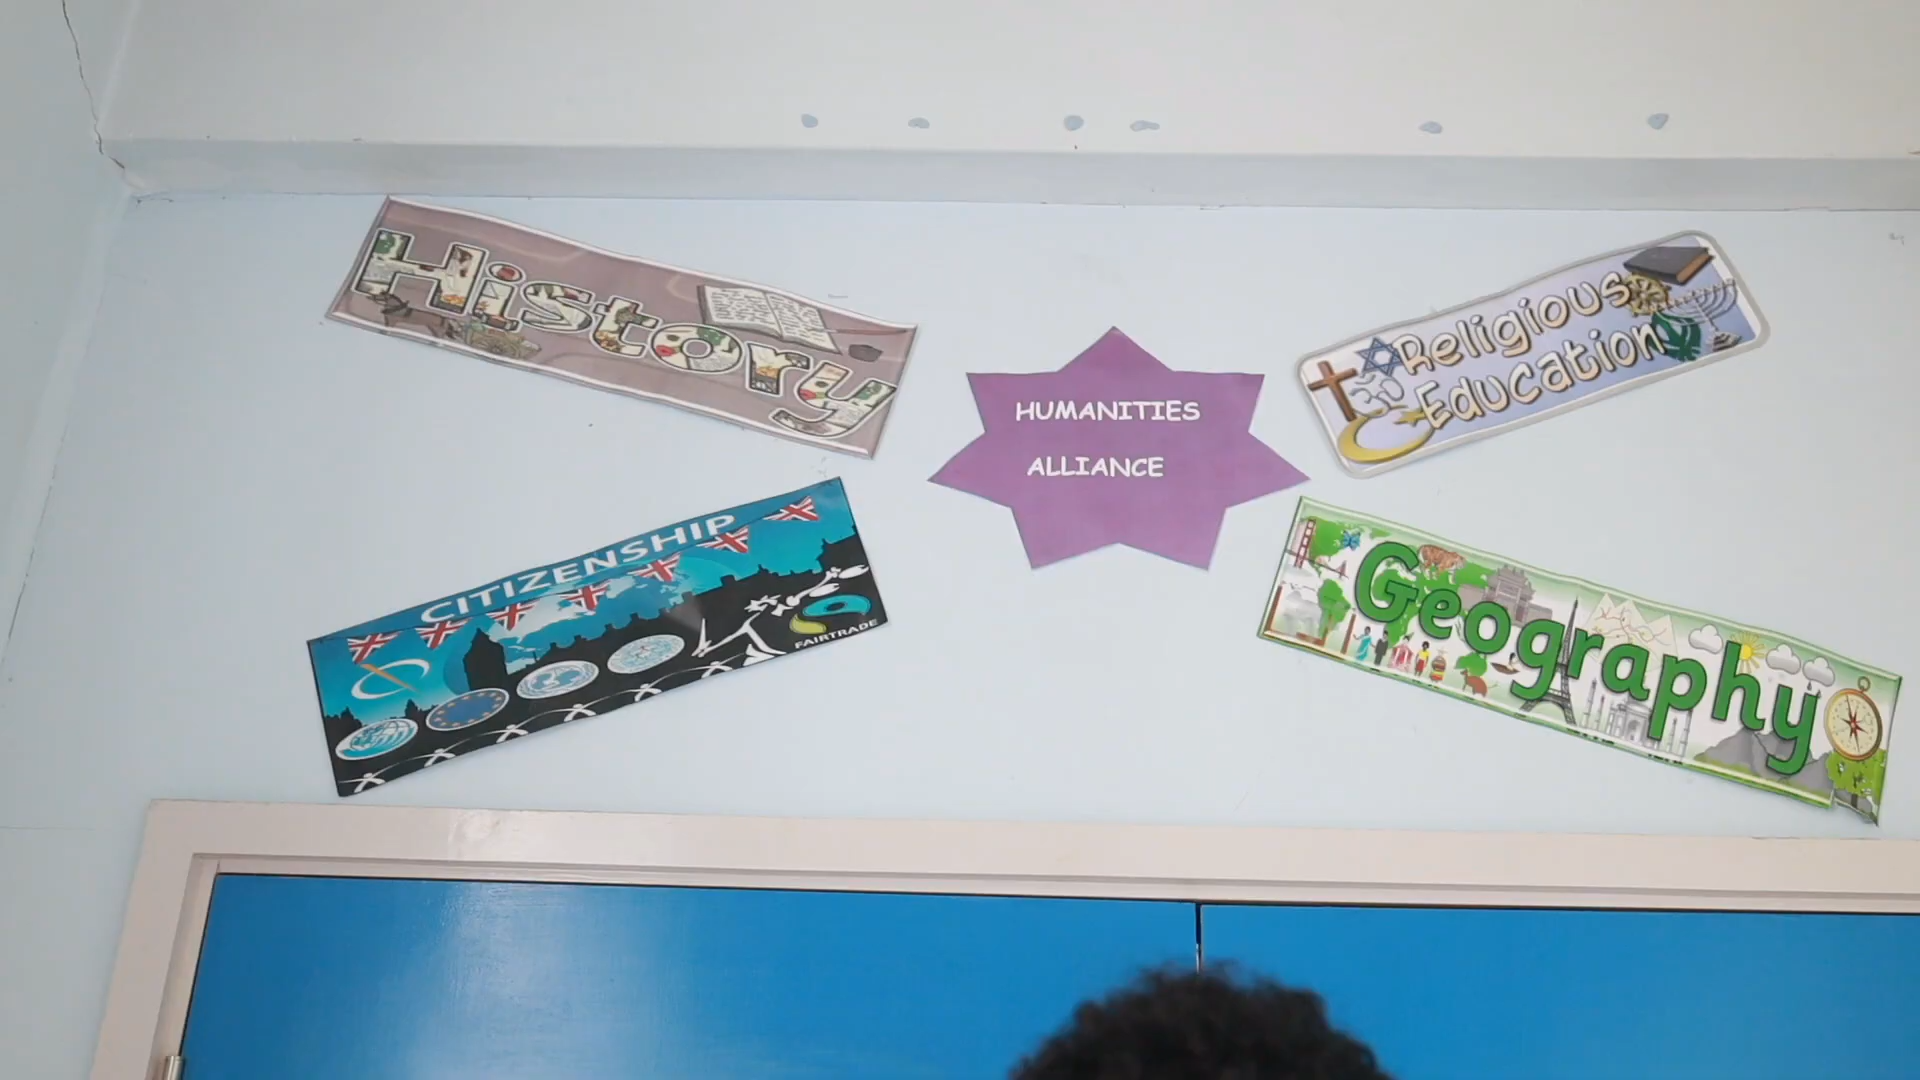 History
Religious
Education
HUMANITIES
ALLIANCE
CITIZENSHIP
FAIRTRADE
Geography